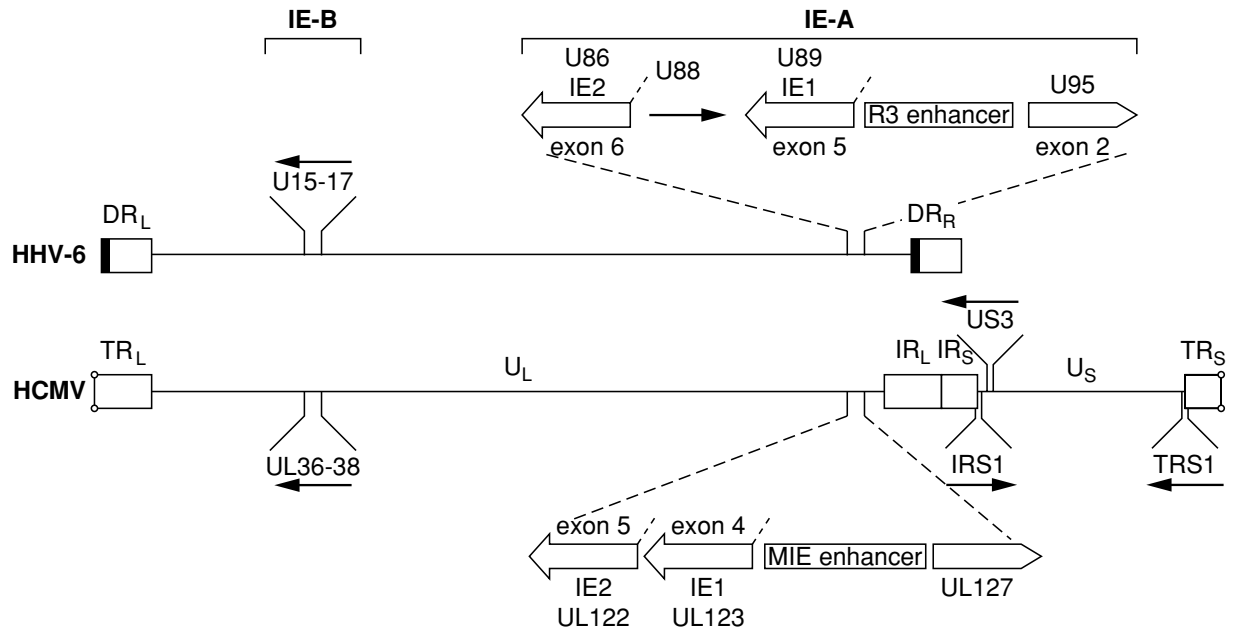 IE-B IE-A
U86 U89
IE2 U88 IE1 U95
R3 enhancer
exon 6 exon 5 exon 2
U15-17
DRL DRR
HHV-6
US3
TRL UL IRL IRS US TRS
HCMV
UL36-38 IRS1 TRS1
exon 5 exon 4
MIE enhancer
IE2 IE1 UL127
UL122 UL123